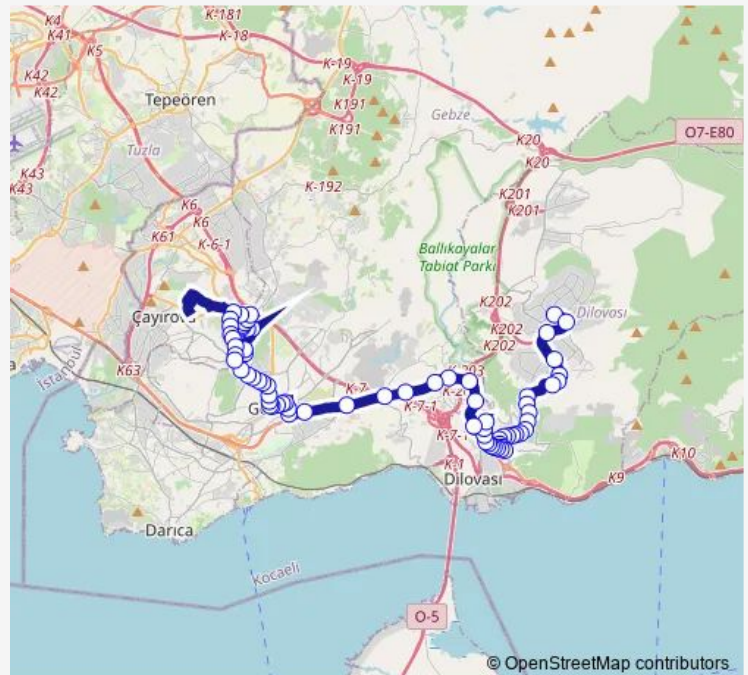 K-181
K4
K41
K-18
K5
K-19
K-19
K42
K42
Tepeören
K191
K191
Gebze
K20
K20
O7-E80
Tuzla
K43
K43
K-192
K201
K201
K6
K6
K61
K-6-1
Ballıkayalar
Tabiat Parkı
K202
Dilovası
K202
K202
K63
İstanbul
K-7
K-7-1
K-1
Dilovası
K9
K10
Darıca
Kocaeli
O-5
© OpenStreetMap contributors